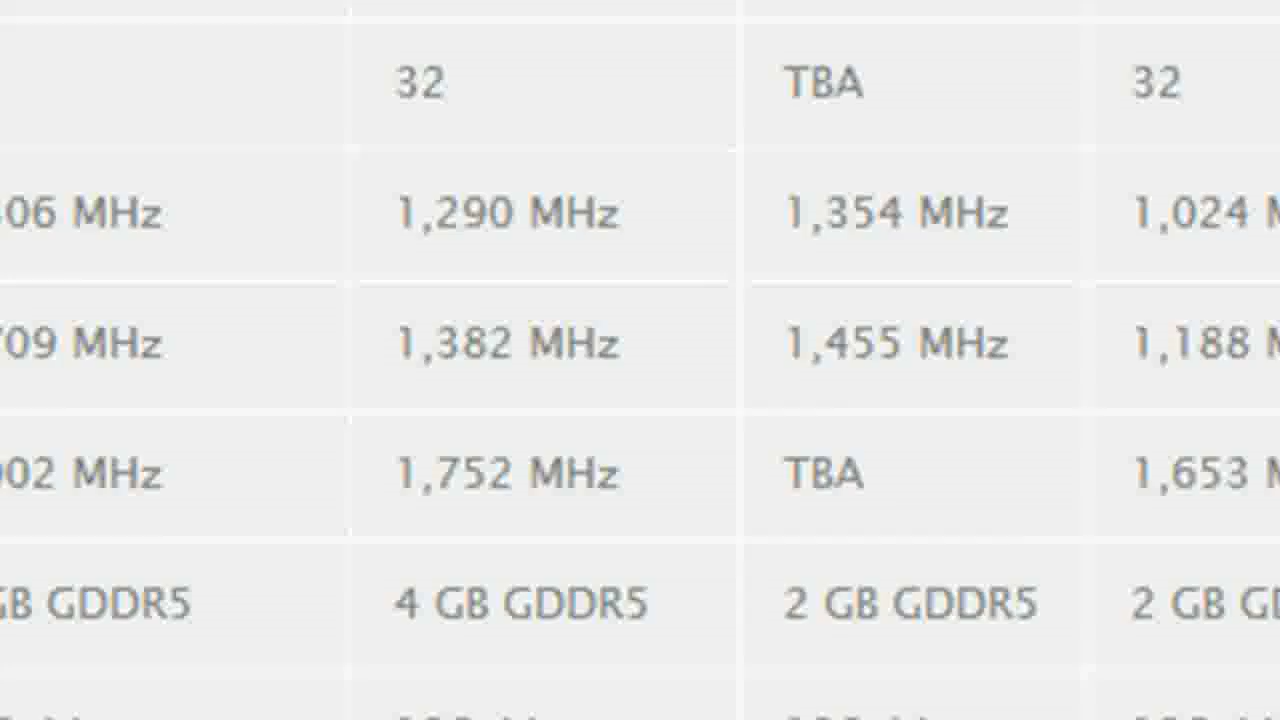 32 TBA 32
06 MHz 1,290 MHz 1,354 MHz 1,024
09 MHz 1,382 MHz 1,455 MHz 1,188
02 MHz 1,752 MHz TBA 1,653
GB GDDR5 4 GB GDDR5 2 GB GDDR5 2 GB